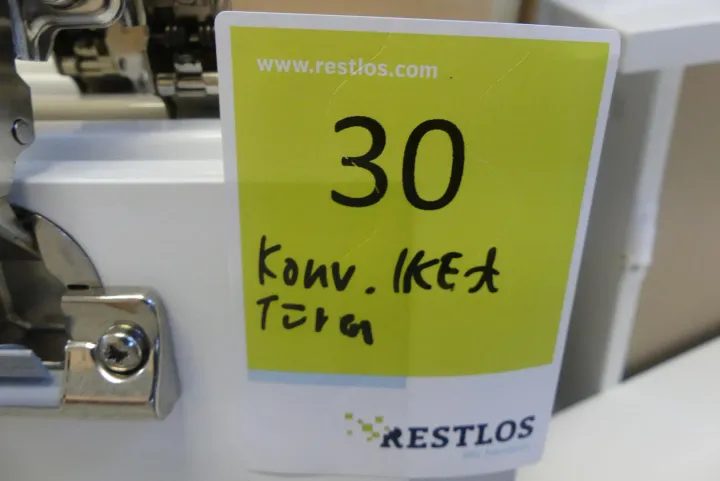 www.restlos.com
30
Konv. IKEA
Türen
RESTLOS